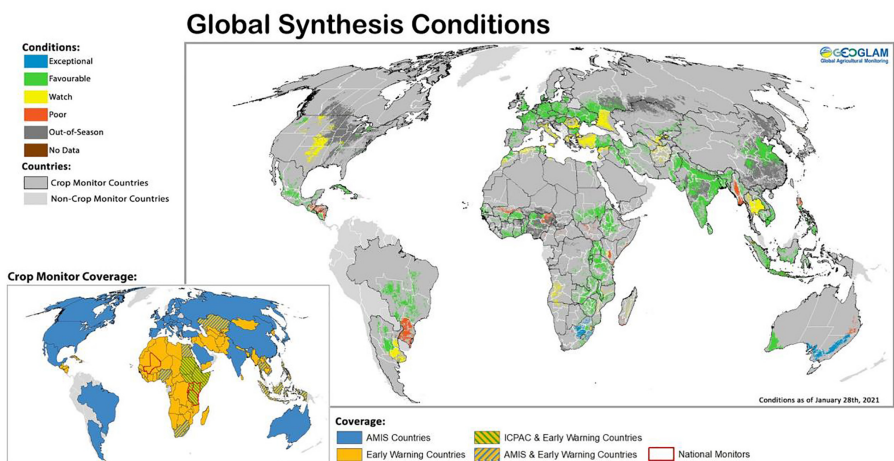 Global Synthesis Conditions
Conditions:
Exceptional
Favourable
Watch
Poor
Out-of-Season
No Data
Countries:
Crop Monitor Countries
Non-Crop Monitor Countries
GEOGLAM
Global Agricultural Monitoring
Crop Monitor Coverage:
Conditions as of January 28th, 2021
Coverage:
AMIS Countries
ICPAC & Early Warning Countries
Early Warning Countries
AMIS & Early Warning Countries
National Monitors